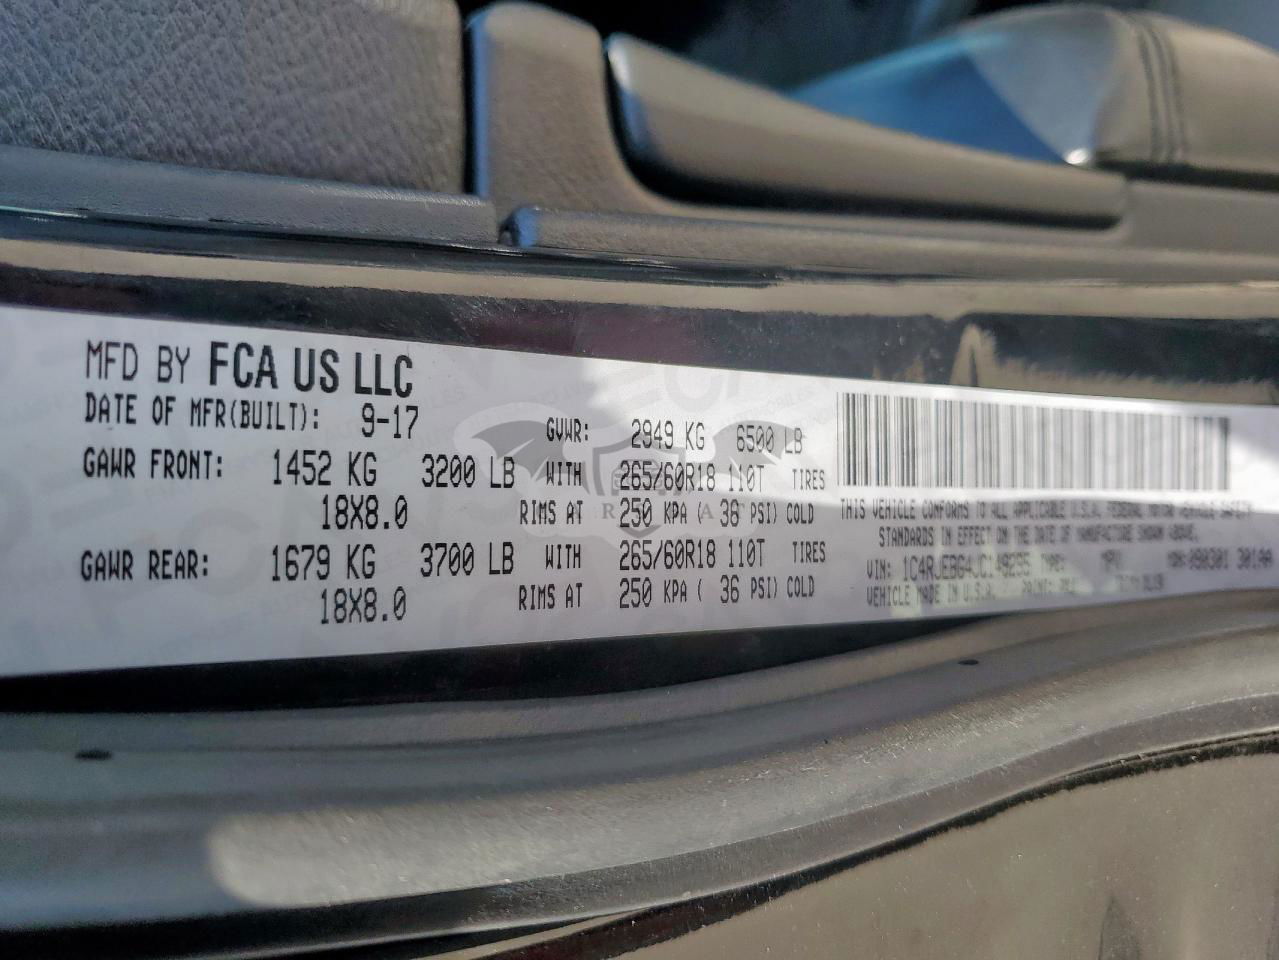 MFD BY FCA US LLC
DATE OF MFR(BUILT): 9-17 GVWR: 2949 KG 6500 LB
GAWR FRONT: 1452 KG 3200 LB WITH 265/60R18 110T TIRES
18X8.0 RIMS AT 250 KPA ( 36 PSI) COLD
GAWR REAR: 1679 KG 3700 LB WITH 265/60R18 110T TIRES
18X8.0 RIMS AT 250 KPA ( 36 PSI) COLD
THIS VEHICLE CONFORMS TO ALL APPLICABLE U.S.A. FEDERAL MOTOR VEHICLE SAFETY
STANDARDS IN EFFECT ON THE DATE OF MANUFACTURE SHOWN ABOVE.
VIN: TYPE: MPV
VEHICLE MADE IN U.S.A.